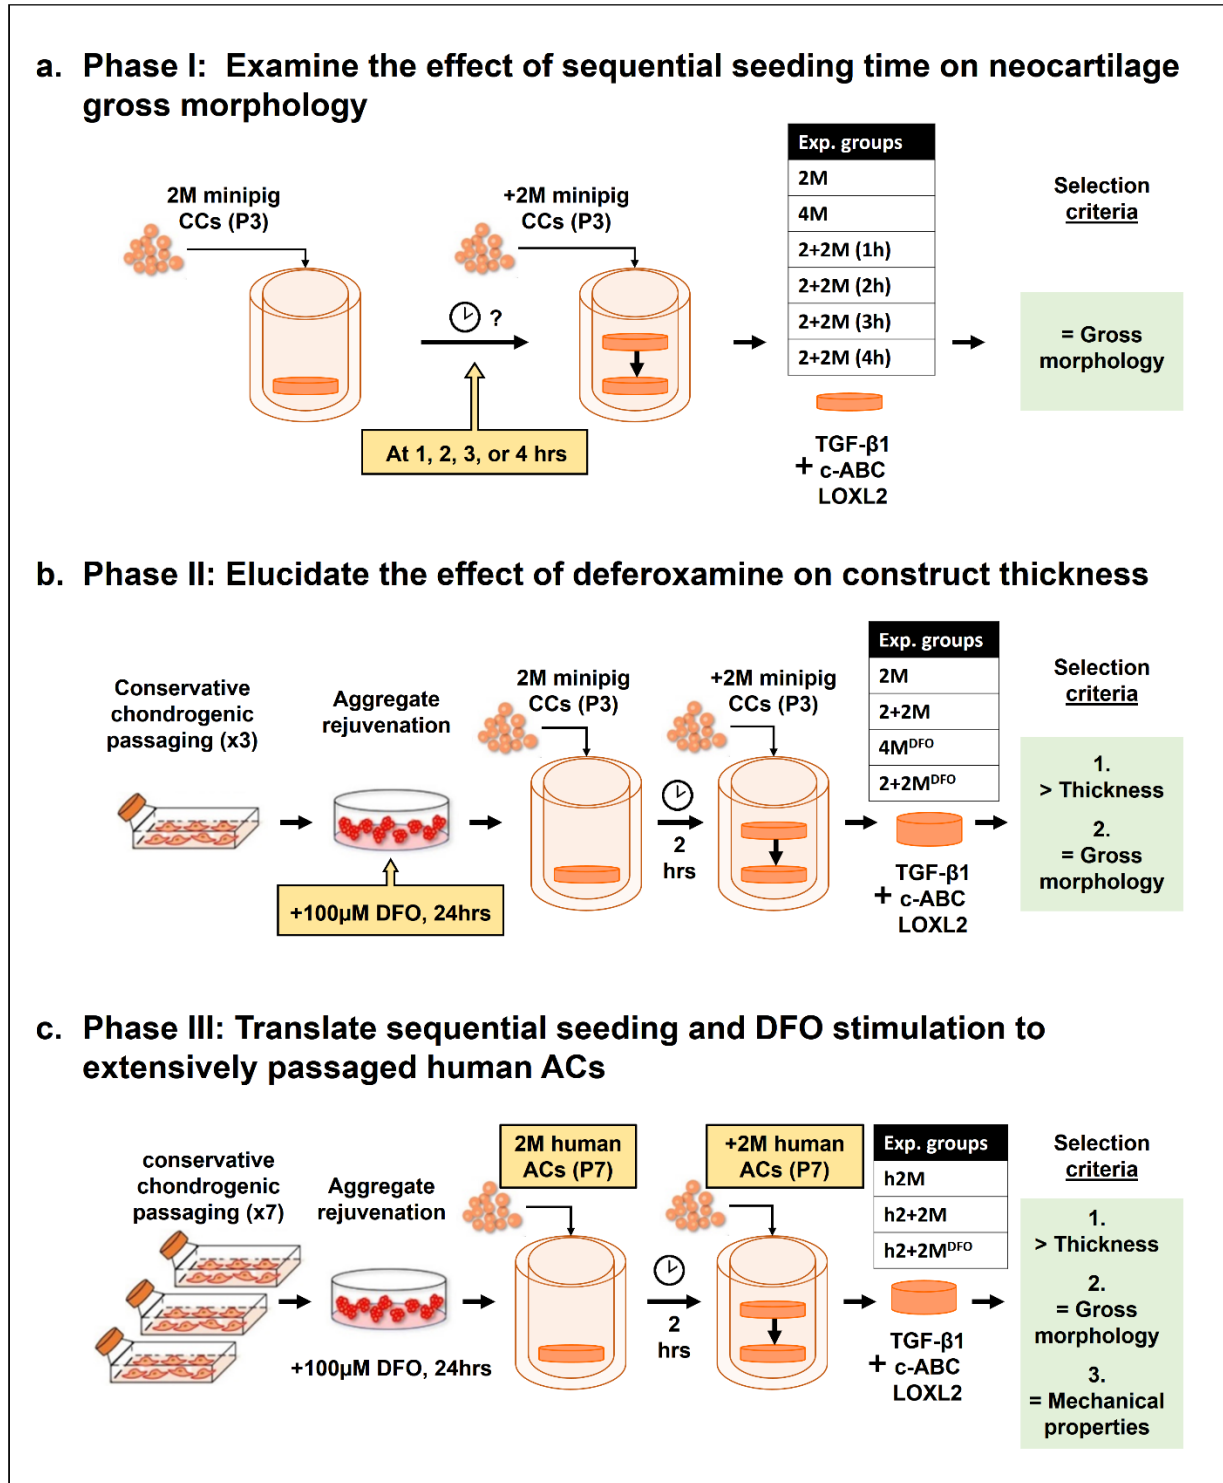 a. Phase I: Examine the effect of sequential seeding time on neocartilage
gross morphology
2M minipig
CCs (P3)
+2M minipig
CCs (P3)
?
At 1, 2, 3, or 4 hrs
Exp. groups
2M
4M
2+2M (1h)
2+2M (2h)
2+2M (3h)
2+2M (4h)
+
TGF-β1
c-ABC
LOXL2
Selection
criteria
= Gross
morphology
b. Phase II: Elucidate the effect of deferoxamine on construct thickness
Conservative
chondrogenic
passaging (x3)
Aggregate
rejuvenation
+100µM DFO, 24hrs
2M minipig
CCs (P3)
2
hrs
+2M minipig
CCs (P3)
Exp. groups
2M
2+2M
4M^DFO
2+2M^DFO
+
TGF-β1
c-ABC
LOXL2
Selection
criteria
1.
> Thickness
2.
= Gross
morphology
c. Phase III: Translate sequential seeding and DFO stimulation to
extensively passaged human ACs
conservative
chondrogenic
passaging (x7)
Aggregate
rejuvenation
+100µM DFO, 24hrs
2M human
ACs (P7)
2
hrs
+2M human
ACs (P7)
Exp. groups
h2M
h2+2M
h2+2M^DFO
+
TGF-β1
c-ABC
LOXL2
Selection
criteria
1.
> Thickness
2.
= Gross
morphology
3.
= Mechanical
properties